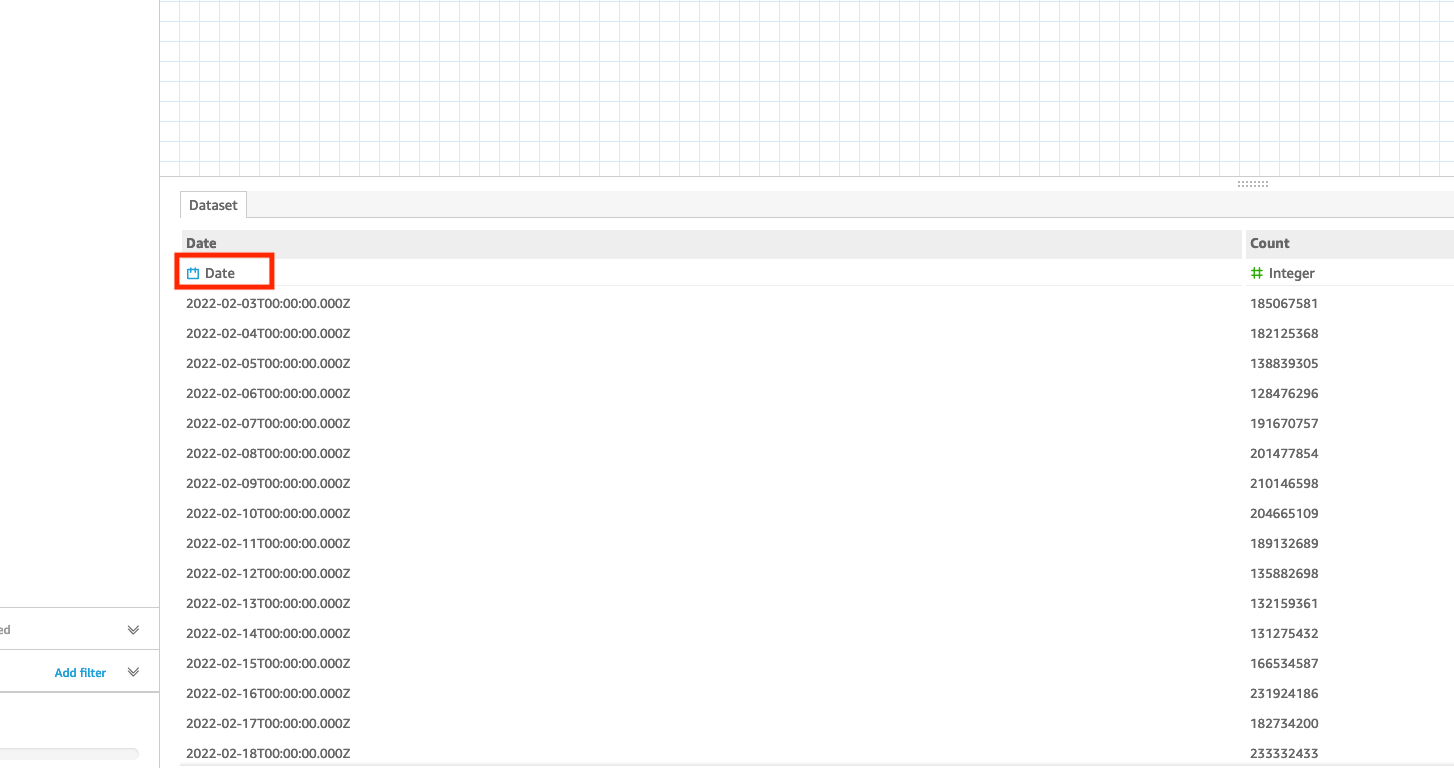 Dataset
Date Count
Date Integer
2022-02-03T00:00:00.000Z 185067581
2022-02-04T00:00:00.000Z 182125368
2022-02-05T00:00:00.000Z 138839305
2022-02-06T00:00:00.000Z 128476296
2022-02-07T00:00:00.000Z 191670757
2022-02-08T00:00:00.000Z 201477854
2022-02-09T00:00:00.000Z 210146598
2022-02-10T00:00:00.000Z 204665109
2022-02-11T00:00:00.000Z 189132689
2022-02-12T00:00:00.000Z 135882698
2022-02-13T00:00:00.000Z 132159361
ed
2022-02-14T00:00:00.000Z 131275432
2022-02-15T00:00:00.000Z 166534587
Add filter
2022-02-16T00:00:00.000Z 231924186
2022-02-17T00:00:00.000Z 182734200
2022-02-18T00:00:00.000Z 233332433